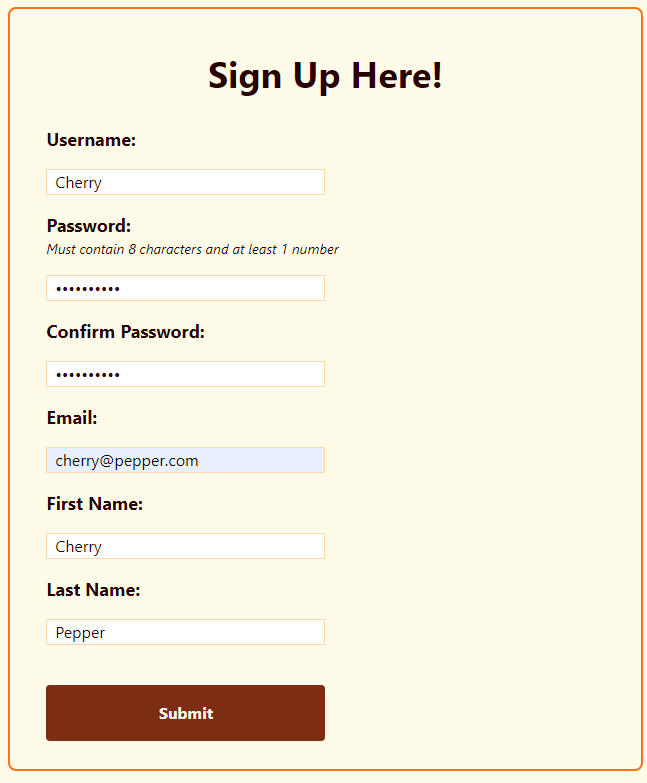 Sign Up Here!
Username:
Cherry
Password:
Must contain 8 characters and at least 1 number
••••••••••
Confirm Password:
••••••••••
Email:
cherry@pepper.com
First Name:
Cherry
Last Name:
Pepper
Submit